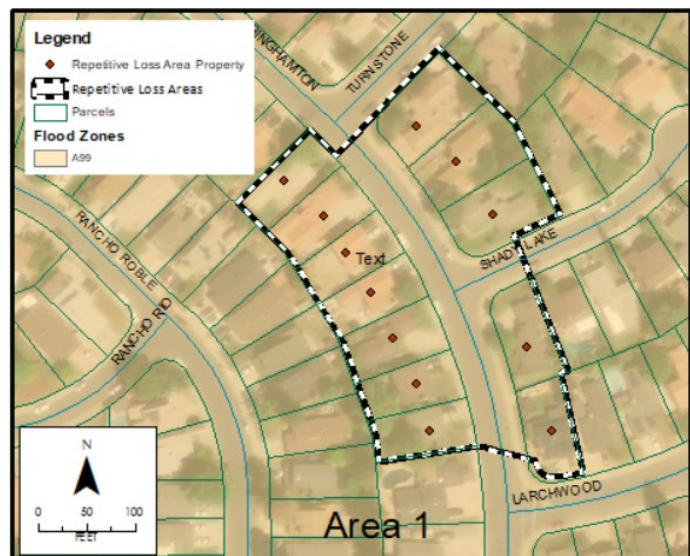 Legend
Repetitive Loss Area Property
Repetitive Loss Areas
Parcels
Flood Zones
A99
INGHAMTON
TURNSTONE
RANCHO ROBLE
RANCHO RIO
Text
SHADY LAKE
LARCHWOOD
N
0 50 100
FEET
Area 1